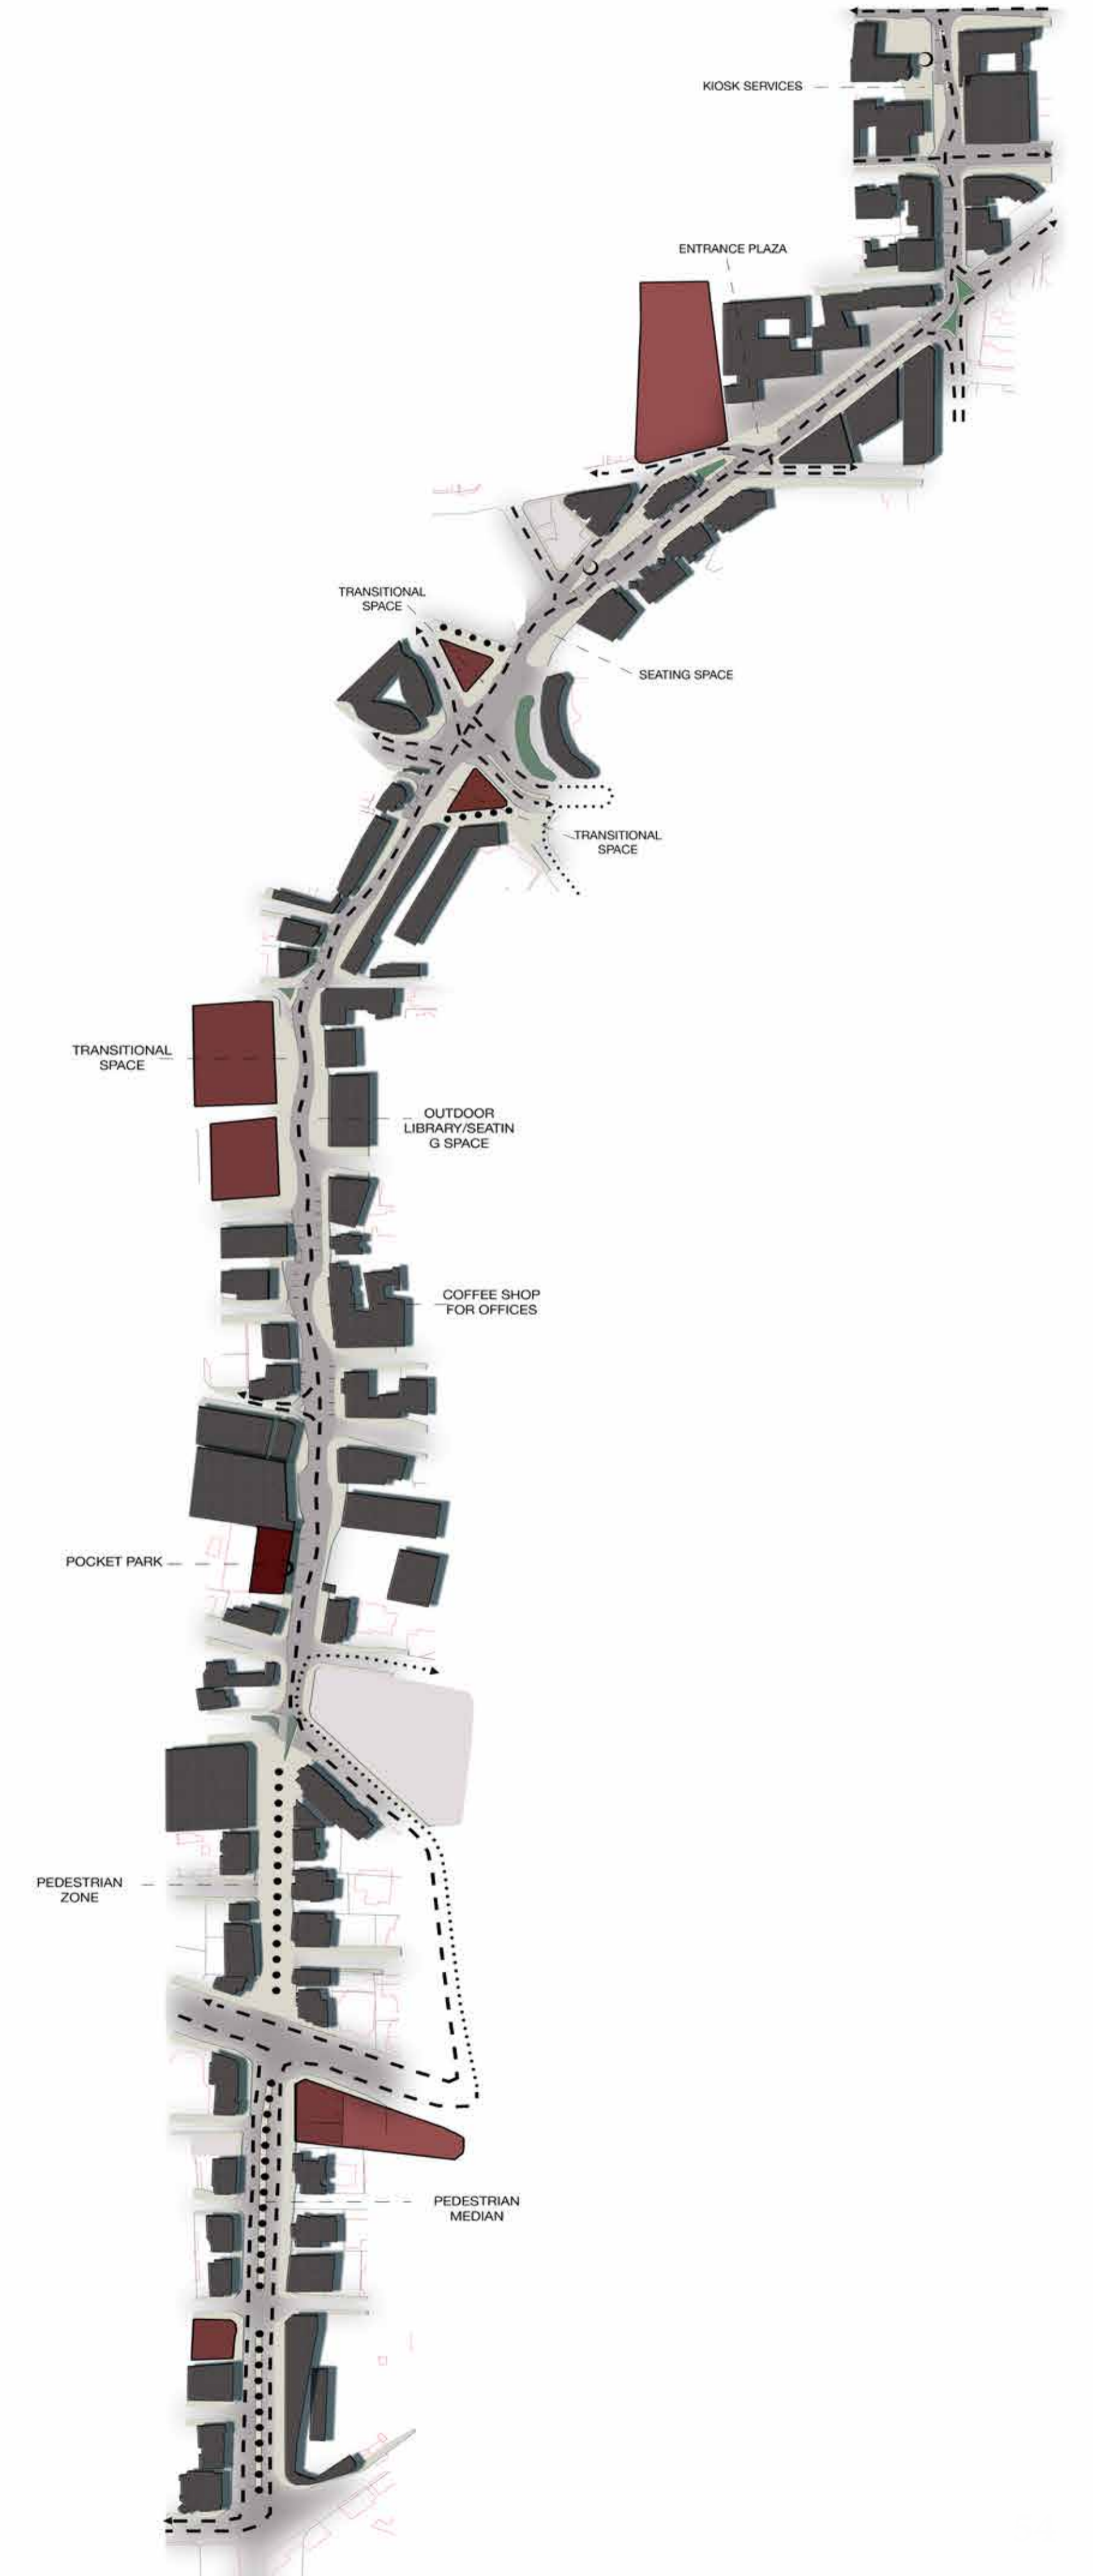 KIOSK SERVICES
ENTRANCE PLAZA
TRANSITIONAL
SPACE
SEATING SPACE
TRANSITIONAL
SPACE
TRANSITIONAL
SPACE
OUTDOOR
LIBRARY/SEATIN
G SPACE
COFFEE SHOP
FOR OFFICES
POCKET PARK
PEDESTRIAN
ZONE
PEDESTRIAN
MEDIAN